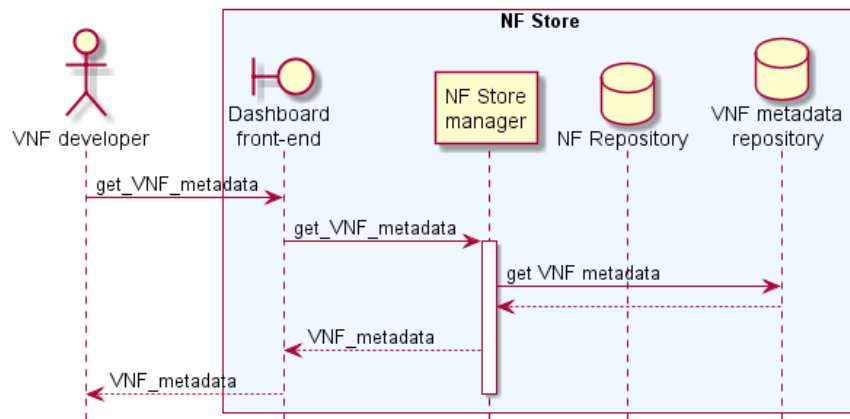 NF Store
VNF developer
Dashboard
front-end
NF Store
manager
NF Repository
VNF metadata
repository
get_VNF_metadata
get_VNF_metadata
get VNF metadata
VNF_metadata
VNF_metadata